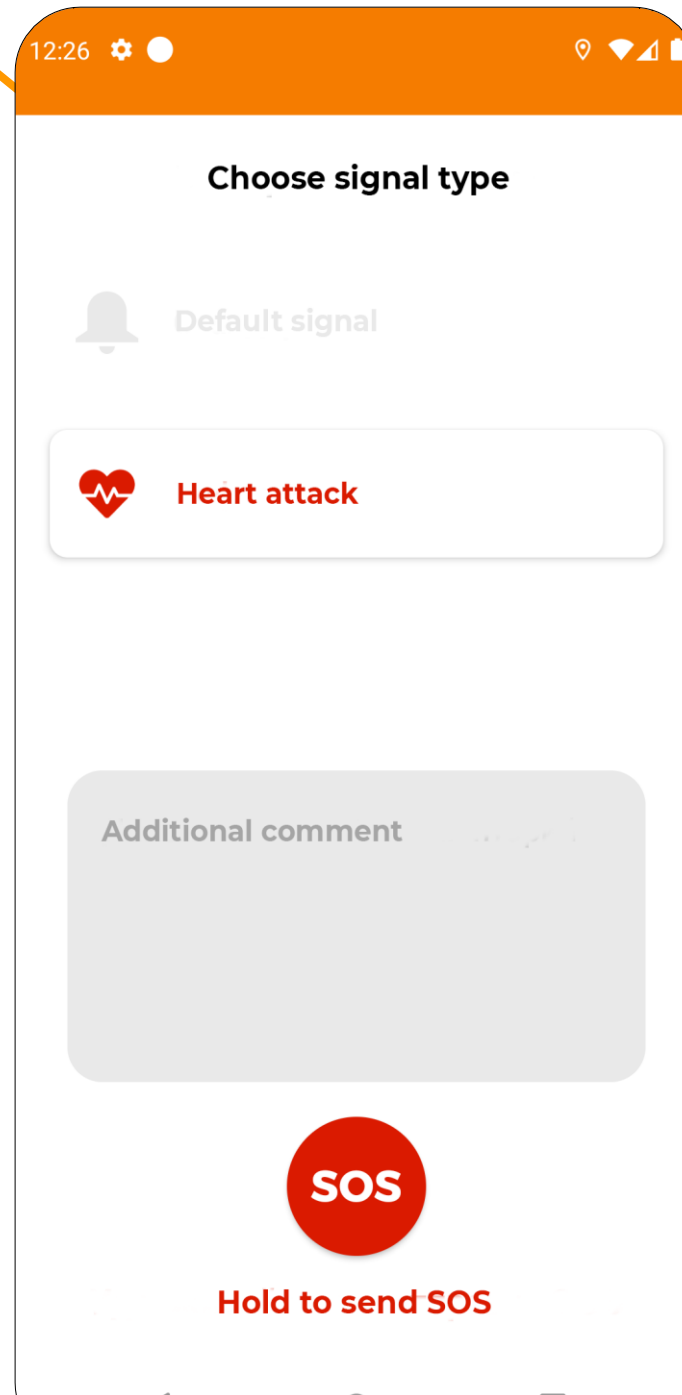 12:26
Choose signal type
Default signal
Heart attack
Additional comment
SOS
Hold to send SOS